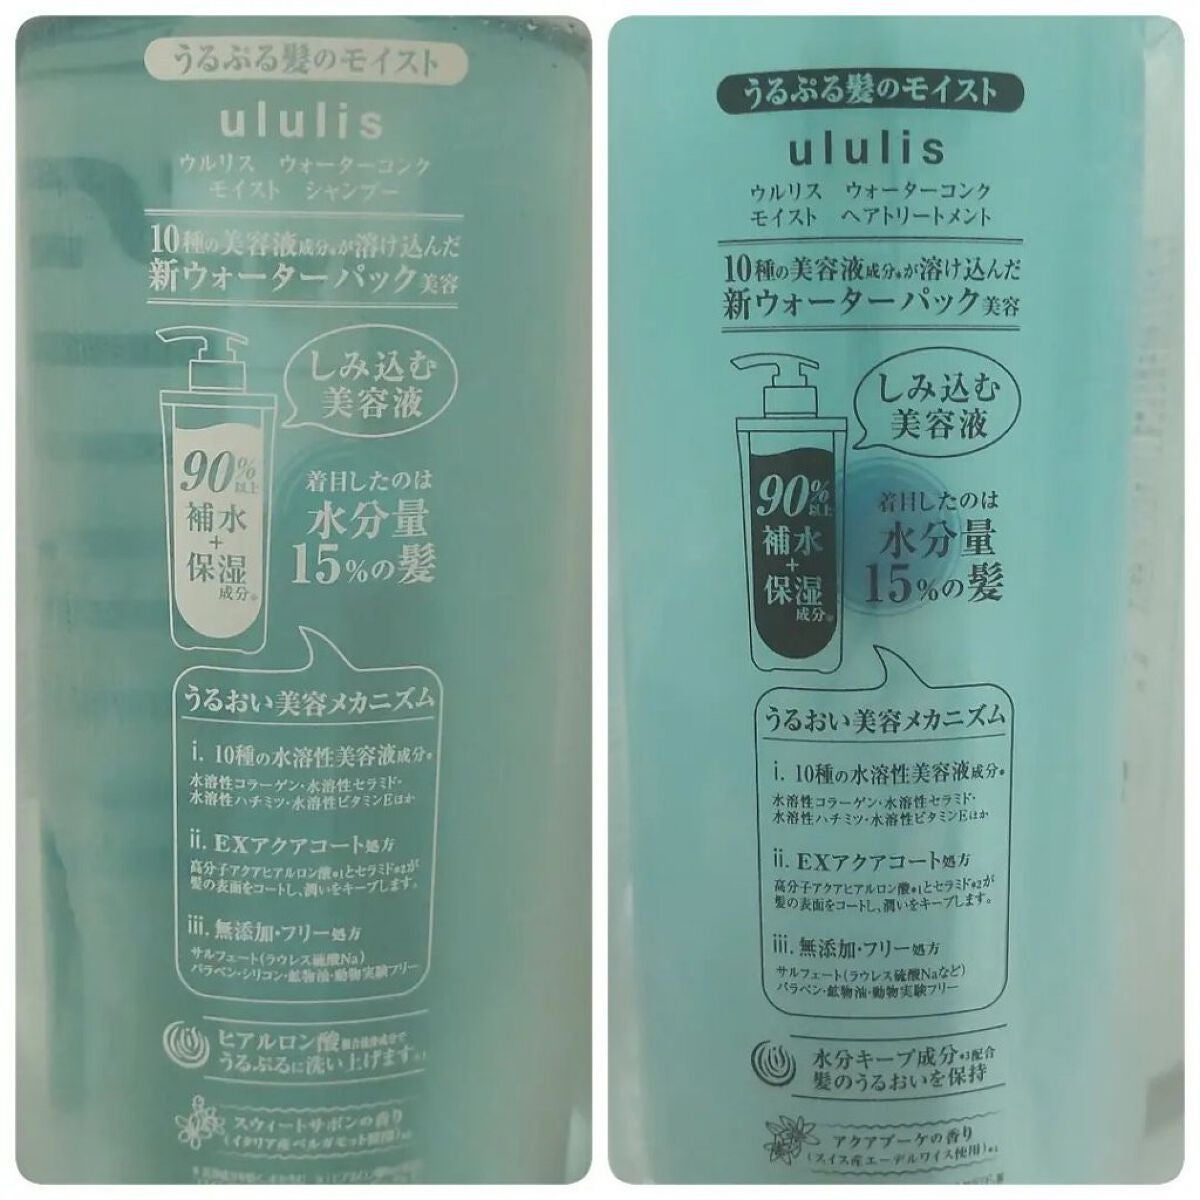 うるぷる髪のモイスト
ululis
ウルリス ウォーターコンク
モイスト シャンプー
10種の美容液成分※が溶け込んだ
新ウォーターパック美容
しみ込む
美容液
90%以上
補水
+
保湿
成分※
着目したのは
水分量
15%の髪
うるおい美容メカニズム
i. 10種の水溶性美容液成分※
水溶性コラーゲン・水溶性セラミド・
水溶性ハチミツ・水溶性ビタミンEほか
ii. EXアクアコート処方
高分子アクアヒアルロン酸※1とセラミド※2が
髪の表面をコートし、潤いをキープします。
iii. 無添加・フリー処方
サルフェート(ラウレス硫酸Na)
パラベン・シリコン・鉱物油・動物実験フリー
ヒアルロン酸
うるぷるに洗い上げます
スウィートサボンの香り
(イタリア産ベルガモット使用)
うるぷる髪のモイスト
ululis
ウルリス ウォーターコンク
モイスト ヘアトリートメント
10種の美容液成分※が溶け込んだ
新ウォーターパック美容
しみ込む
美容液
90%以上
補水
+
保湿
成分※
着目したのは
水分量
15%の髪
うるおい美容メカニズム
i. 10種の水溶性美容液成分※
水溶性コラーゲン・水溶性セラミド・
水溶性ハチミツ・水溶性ビタミンEほか
ii. EXアクアコート処方
高分子アクアヒアルロン酸※1とセラミド※2が
髪の表面をコートし、潤いをキープします。
iii. 無添加・フリー処方
サルフェート(ラウレス硫酸Naなど)
パラベン・鉱物油・動物実験フリー
水分キープ成分※3配合
髪のうるおいを保持
アクアブーケの香り
(スイス産エーデルワイス使用)※4